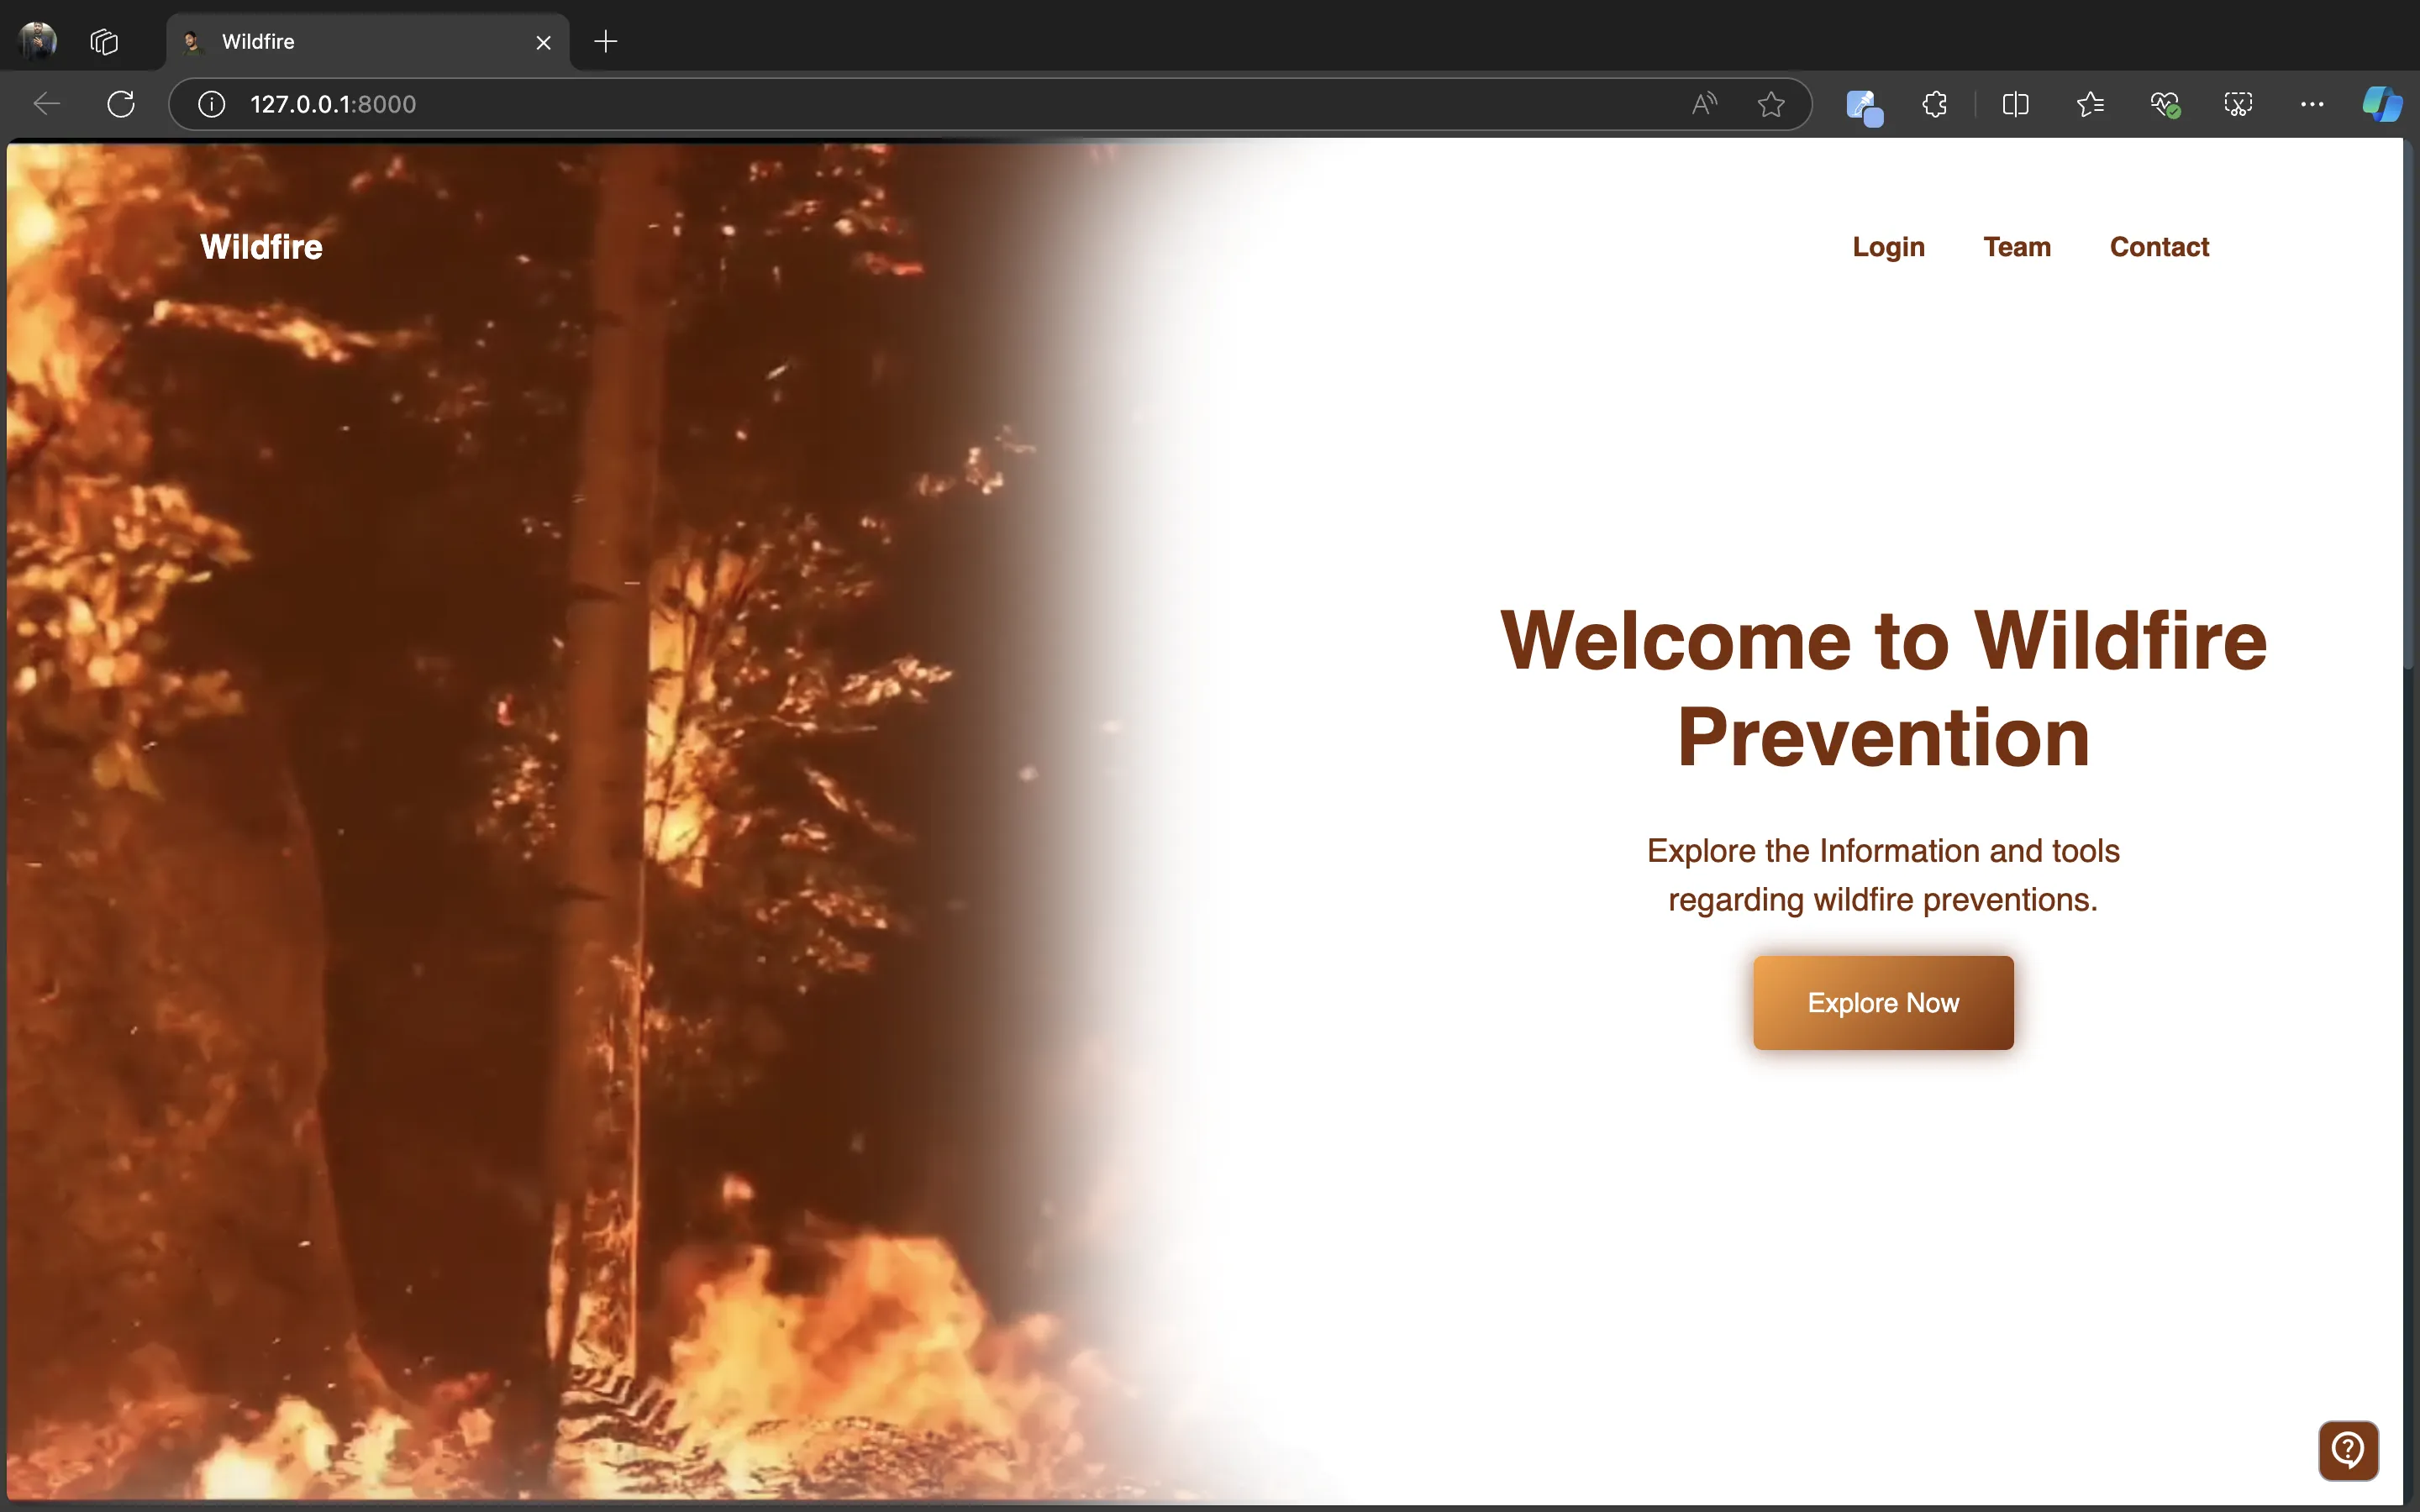 Wildfire
127.0.0.1:8000
Wildfire
Login Team Contact
Welcome to Wildfire
Prevention
Explore the Information and tools
regarding wildfire preventions.
Explore Now